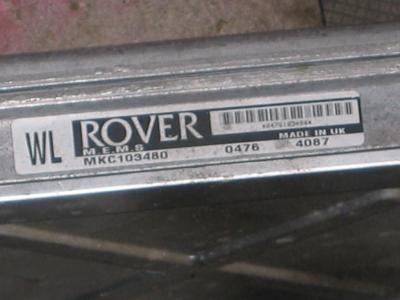 WL
ROVER
M.E.M.S
MADE IN UK
MKC103480 0476 4087